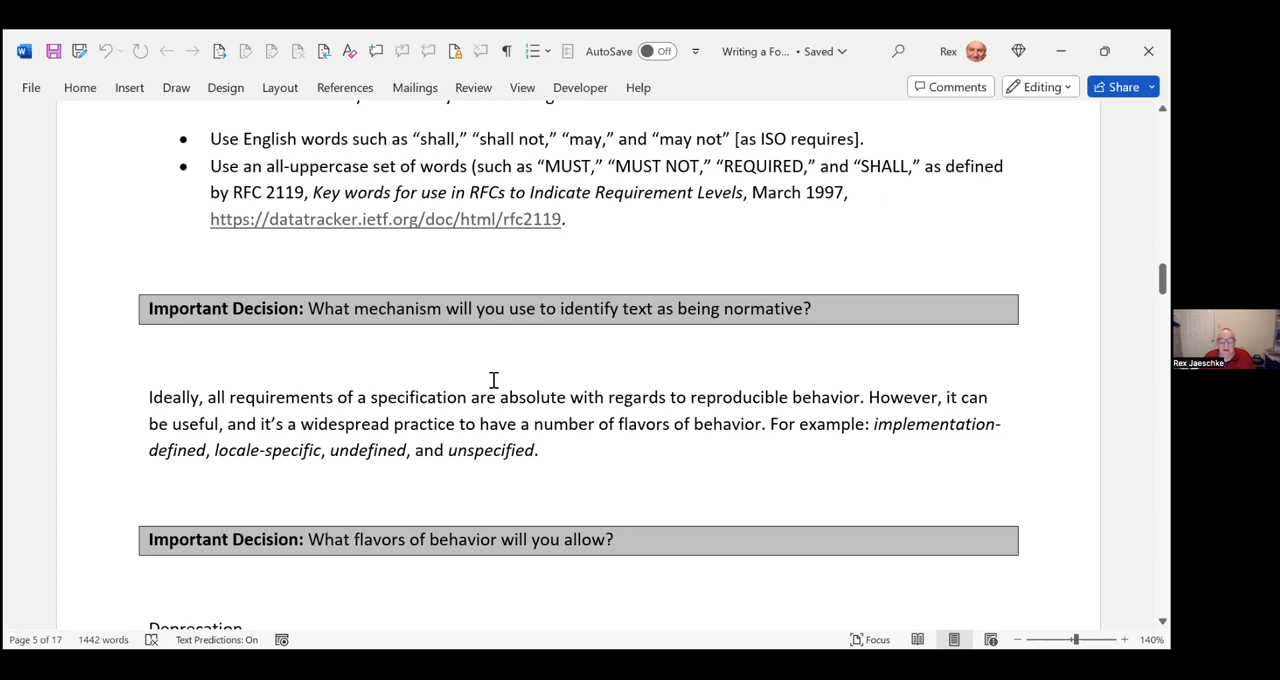 AutoSave Off Writing a Fo... • Saved Rex
File Home Insert Draw Design Layout References Mailings Review View Developer Help Comments Editing Share
• Use English words such as “shall,” “shall not,” “may,” and “may not” [as ISO requires].
• Use an all-uppercase set of words (such as “MUST,” “MUST NOT,” “REQUIRED,” and “SHALL,” as defined
by RFC 2119, Key words for use in RFCs to Indicate Requirement Levels, March 1997,
https://datatracker.ietf.org/doc/html/rfc2119.
Important Decision: What mechanism will you use to identify text as being normative?
Rex Jaeschke
Ideally, all requirements of a specification are absolute with regards to reproducible behavior. However, it can
be useful, and it’s a widespread practice to have a number of flavors of behavior. For example: implementation-
defined, locale-specific, undefined, and unspecified.
Important Decision: What flavors of behavior will you allow?
Deprecation
Page 5 of 17 1442 words Text Predictions: On Focus 140%